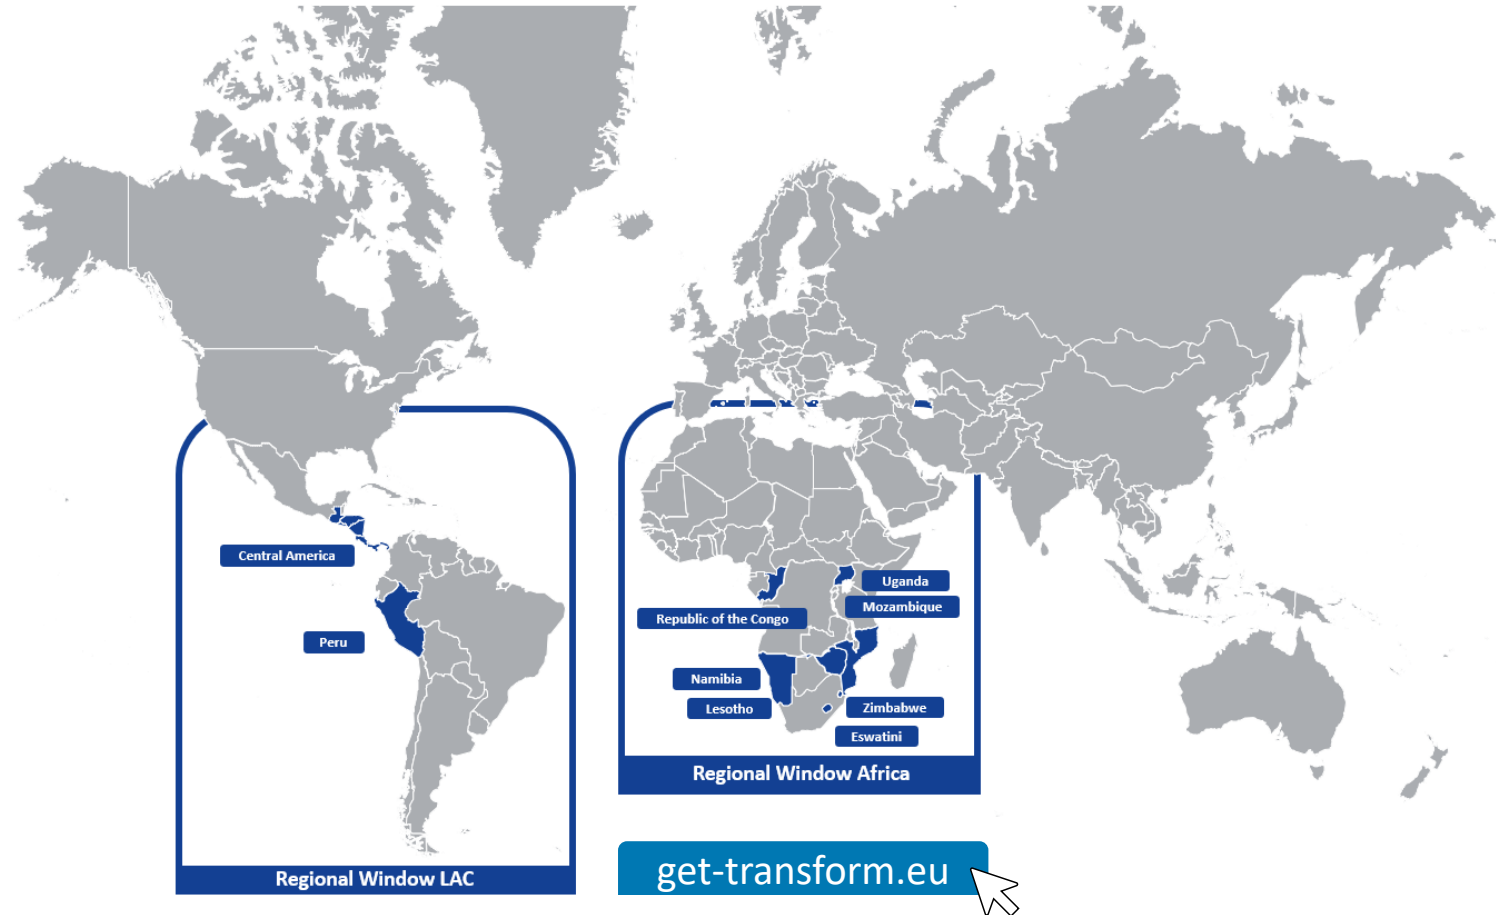 Central America
Peru
Regional Window LAC
Uganda
Mozambique
Republic of the Congo
Namibia
Lesotho
Zimbabwe
Eswatini
Regional Window Africa
get-transform.eu